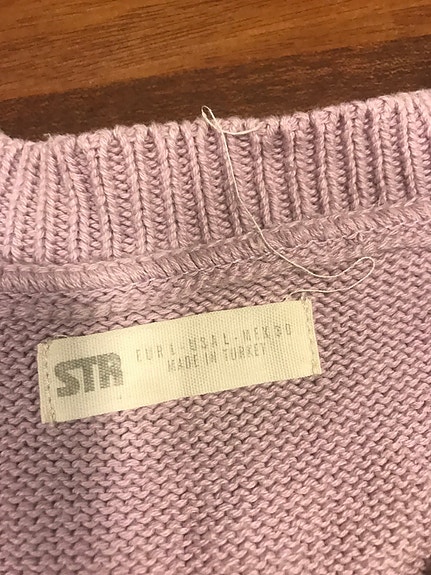 STR
EUR L - USA L - MEX 30
MADE IN TURKEY